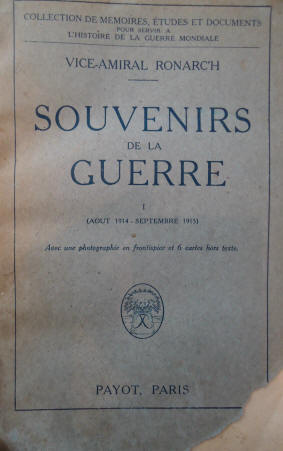 COLLECTION DE MÉMOIRES, ÉTUDES ET DOCUMENTS
POUR SERVIR A
L'HISTOIRE DE LA GUERRE MONDIALE
VICE-AMIRAL RONARC'H
SOUVENIRS
DE LA
GUERRE
I
(AOUT 1914 - SEPTEMBRE 1915)
Avec une photographie en frontispice et 6 cartes hors texte.
PAYOT, PARIS